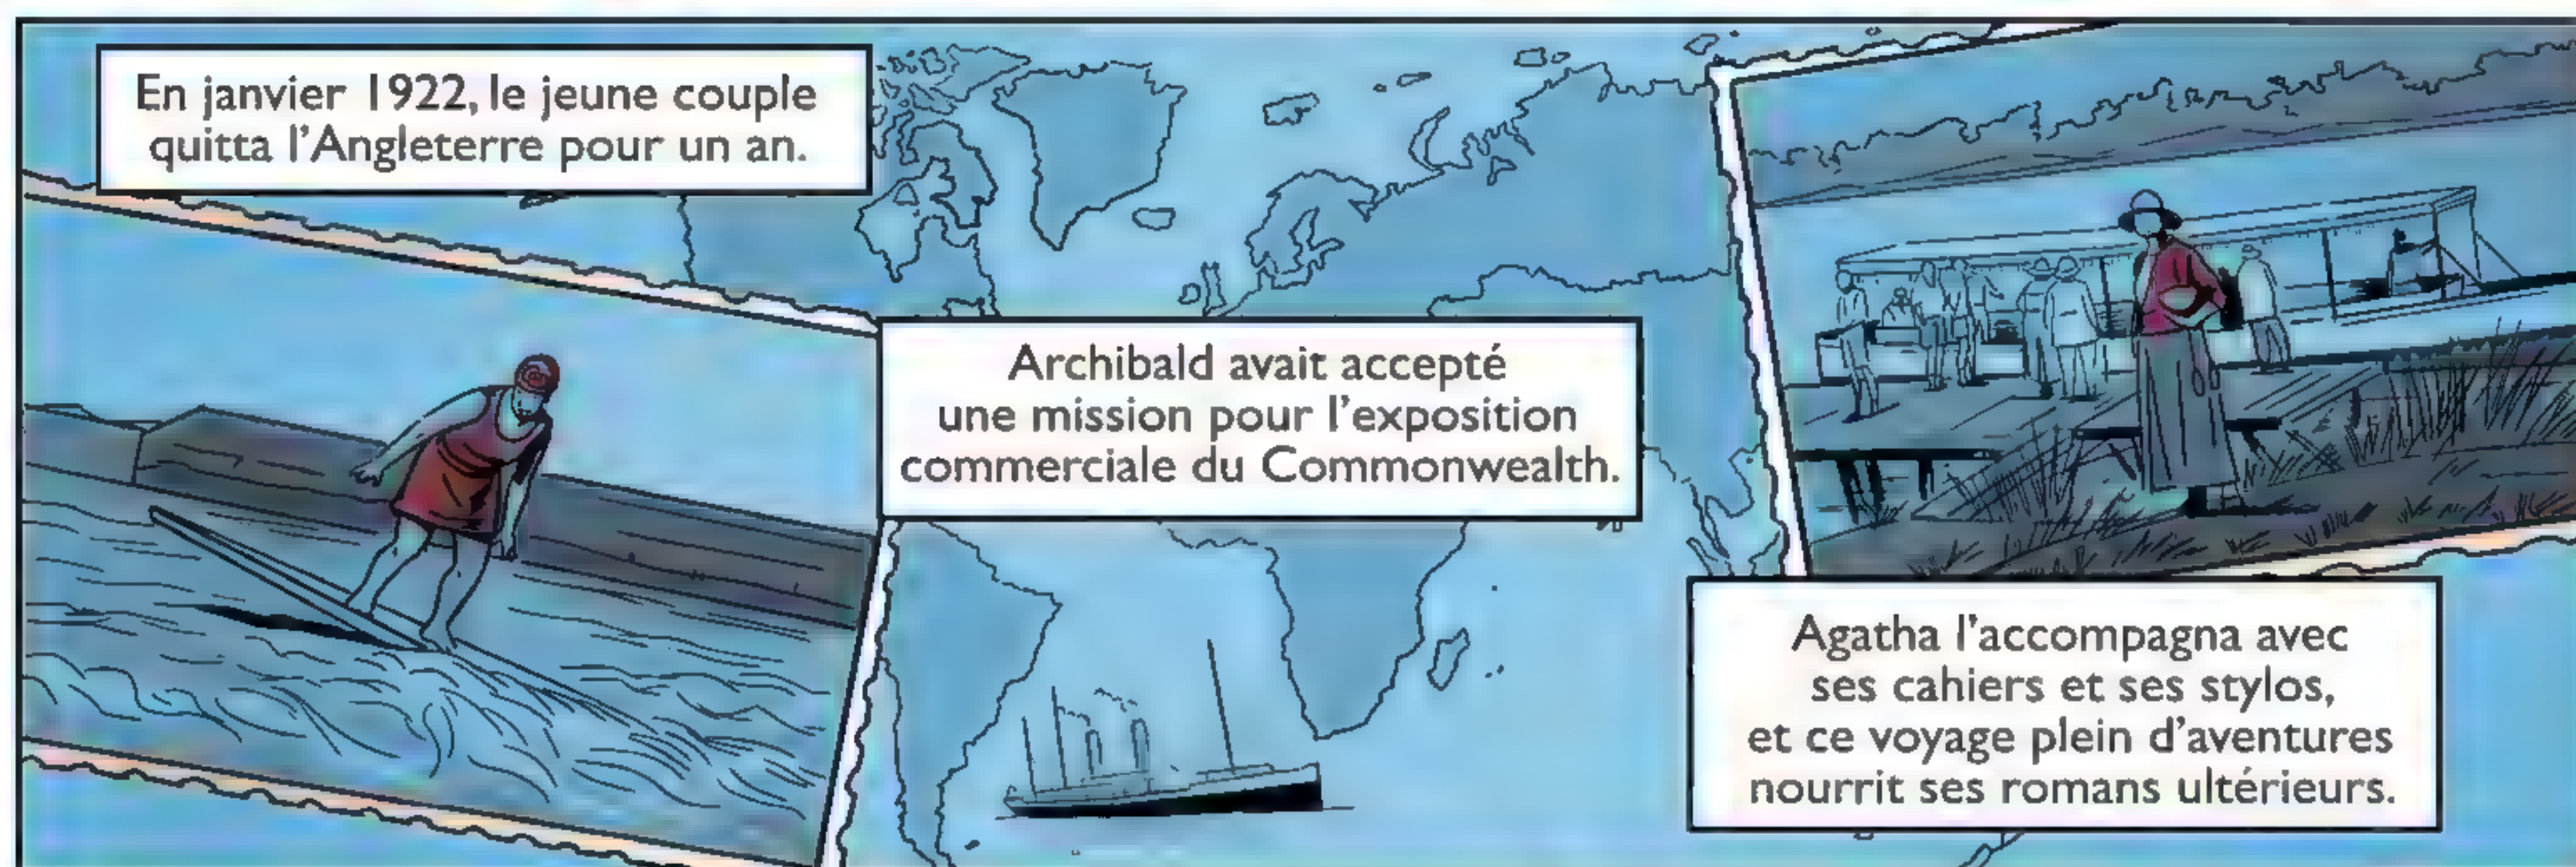 En janvier 1922, le jeune couple
quitta l'Angleterre pour un an.
Archibald avait accepté
une mission pour l'exposition
commerciale du Commonwealth.
Agatha l'accompagna avec
ses cahiers et ses stylos,
et ce voyage plein d'aventures
nourrit ses romans ultérieurs.